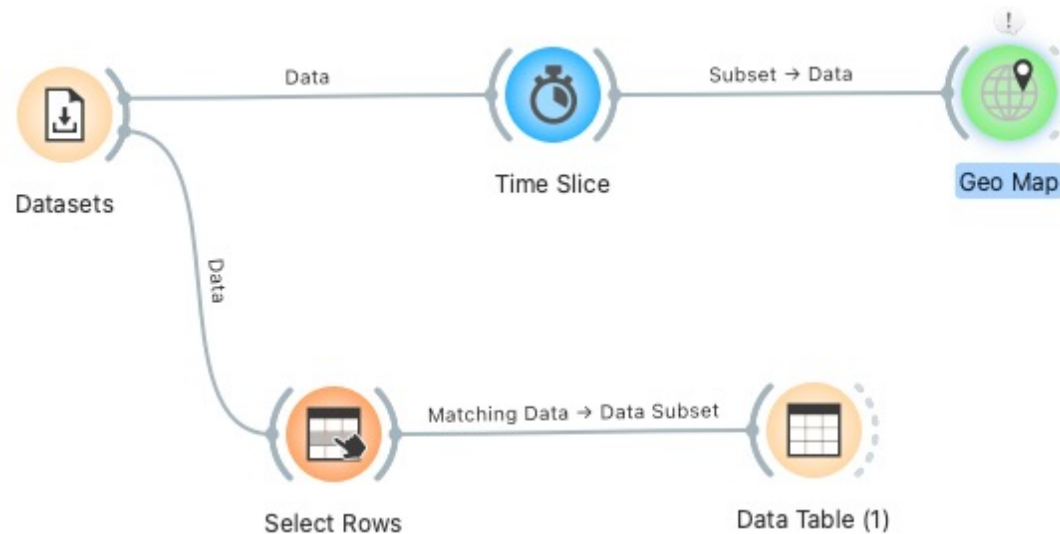 !
Data
Subset → Data
Datasets
Time Slice
Geo Map
Data
Matching Data → Data Subset
Select Rows
Data Table (1)